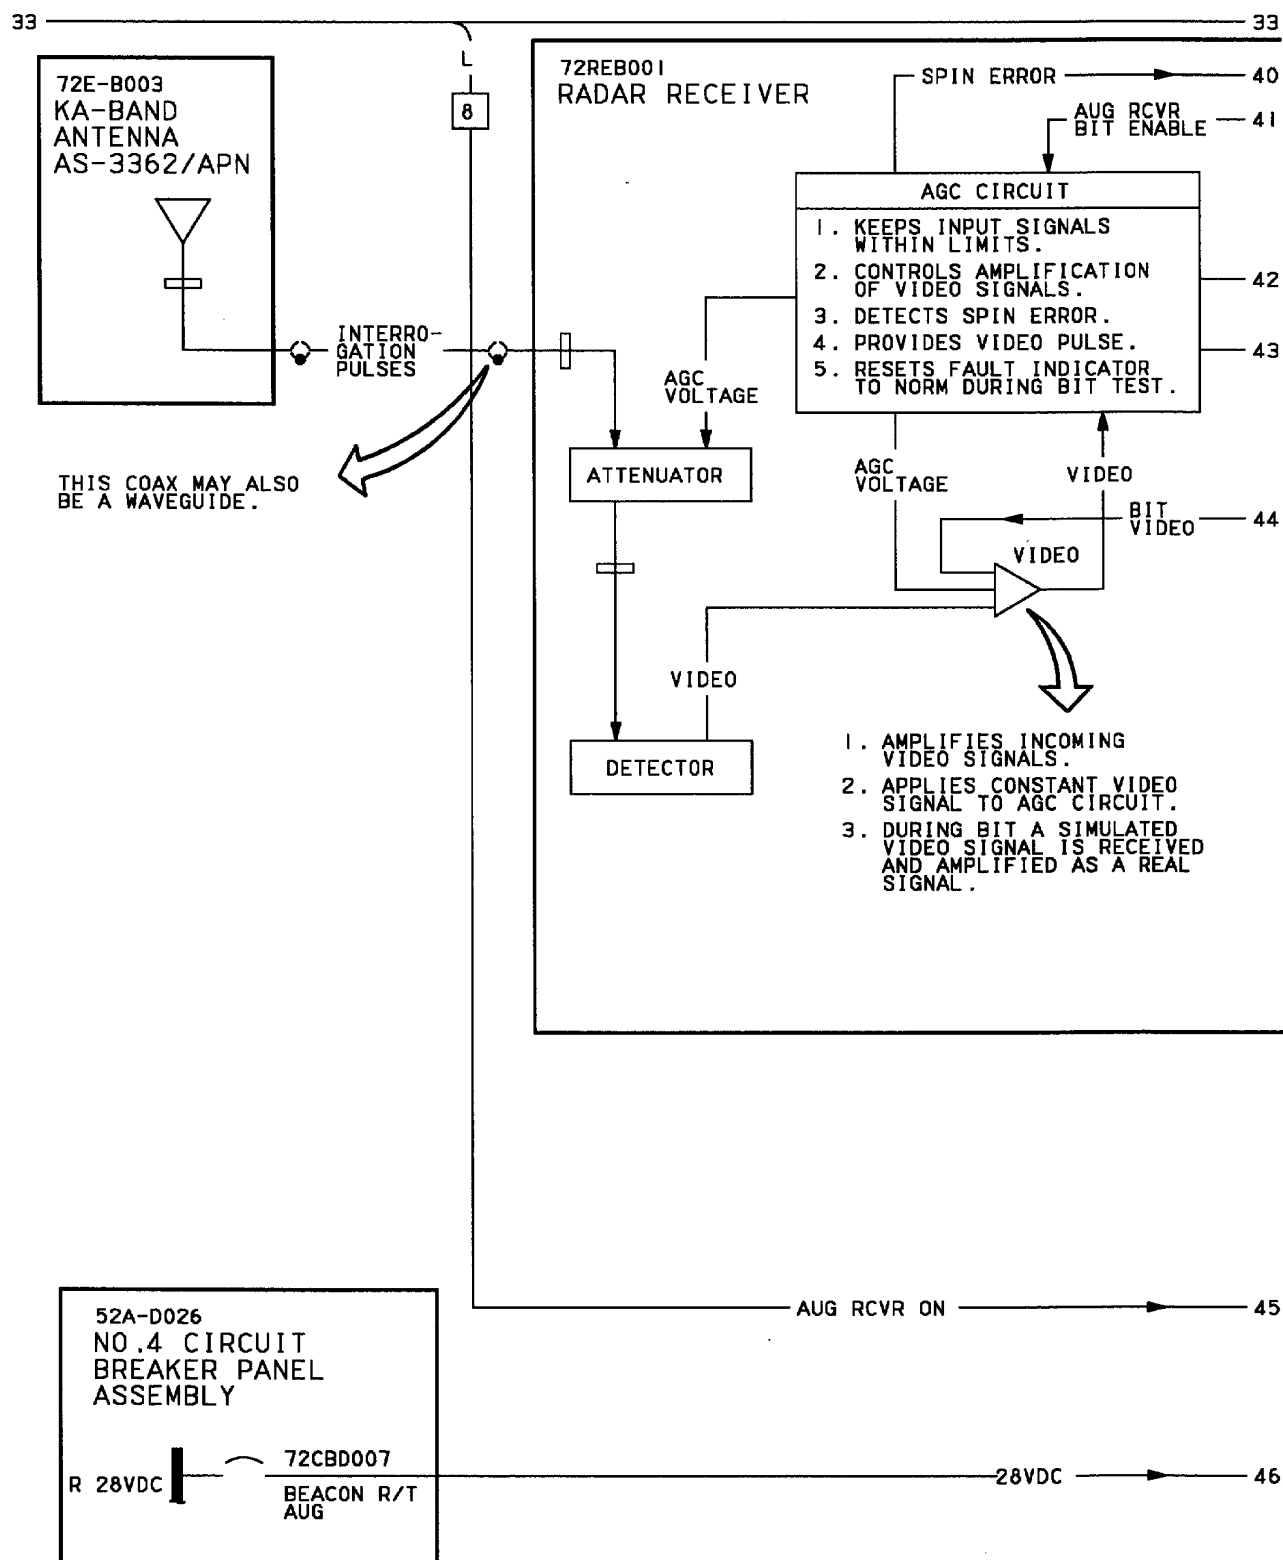 33
33
L
8
72E-B003
KA-BAND
ANTENNA
AS-3362/APN
INTERRO-
GATION
PULSES
THIS COAX MAY ALSO
BE A WAVEGUIDE.
72REB001
RADAR RECEIVER
SPIN ERROR
40
AUG RCVR
BIT ENABLE
41
AGC CIRCUIT
1. KEEPS INPUT SIGNALS
WITHIN LIMITS.
2. CONTROLS AMPLIFICATION
OF VIDEO SIGNALS.
3. DETECTS SPIN ERROR.
4. PROVIDES VIDEO PULSE.
5. RESETS FAULT INDICATOR
TO NORM DURING BIT TEST.
42
43
AGC
VOLTAGE
ATTENUATOR
AGC
VOLTAGE
VIDEO
BIT
VIDEO
44
VIDEO
VIDEO
DETECTOR
1. AMPLIFIES INCOMING
VIDEO SIGNALS.
2. APPLIES CONSTANT VIDEO
SIGNAL TO AGC CIRCUIT.
3. DURING BIT A SIMULATED
VIDEO SIGNAL IS RECEIVED
AND AMPLIFIED AS A REAL
SIGNAL.
AUG RCVR ON
45
52A-D026
NO.4 CIRCUIT
BREAKER PANEL
ASSEMBLY
R 28VDC
72CBD007
BEACON R/T
AUG
28VDC
46